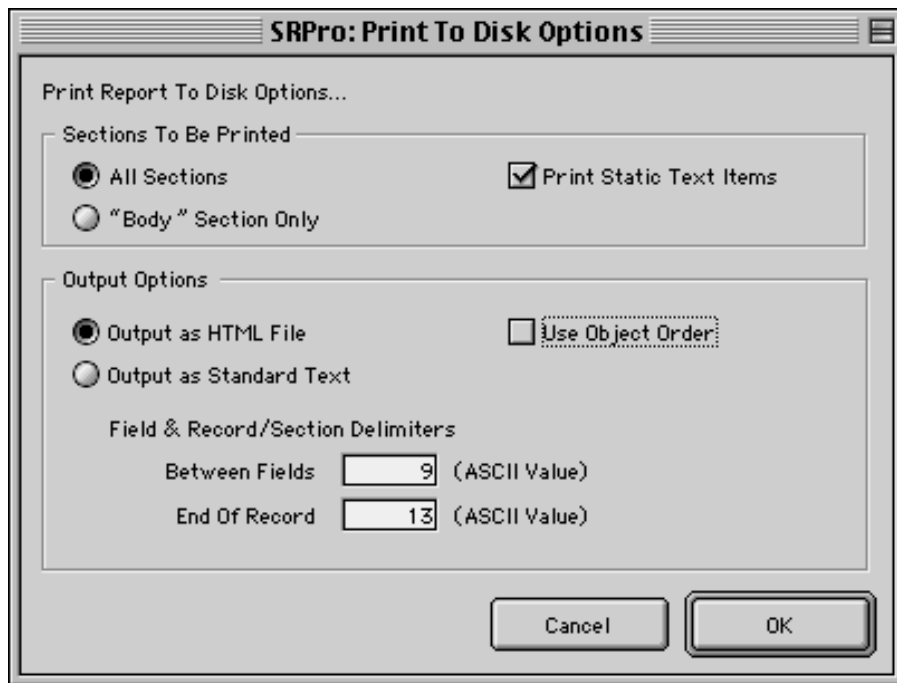 SRPro: Print To Disk Options
Print Report To Disk Options...
Sections To Be Printed
All Sections
Print Static Text Items
"Body" Section Only
Output Options
Output as HTML File
Use Object Order
Output as Standard Text
Field & Record/Section Delimiters
Between Fields 9 (ASCII Value)
End Of Record 13 (ASCII Value)
Cancel
OK